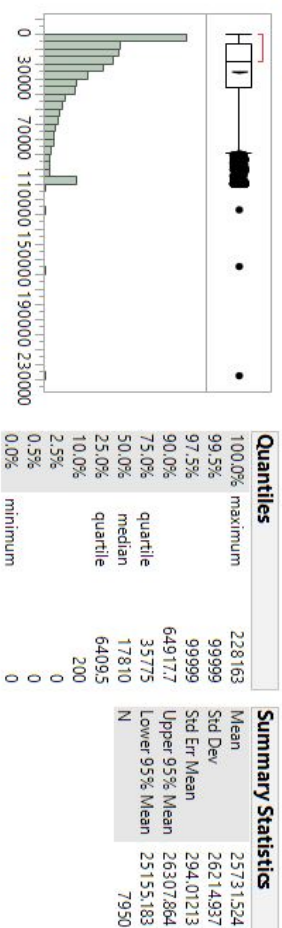 0 30000 70000 110000 150000 190000 230000
Quantiles
100.0% maximum 228163
99.5% 99999
97.5% 99999
90.0% 64917.7
75.0% quartile 35775
50.0% median 17810
25.0% quartile 6409.5
10.0% 200
2.5% 0
0.5% 0
0.0% minimum 0
Summary Statistics
Mean 25731.524
Std Dev 26214.937
Std Err Mean 294.01213
Upper 95% Mean 26307.864
Lower 95% Mean 25155.183
N 7950